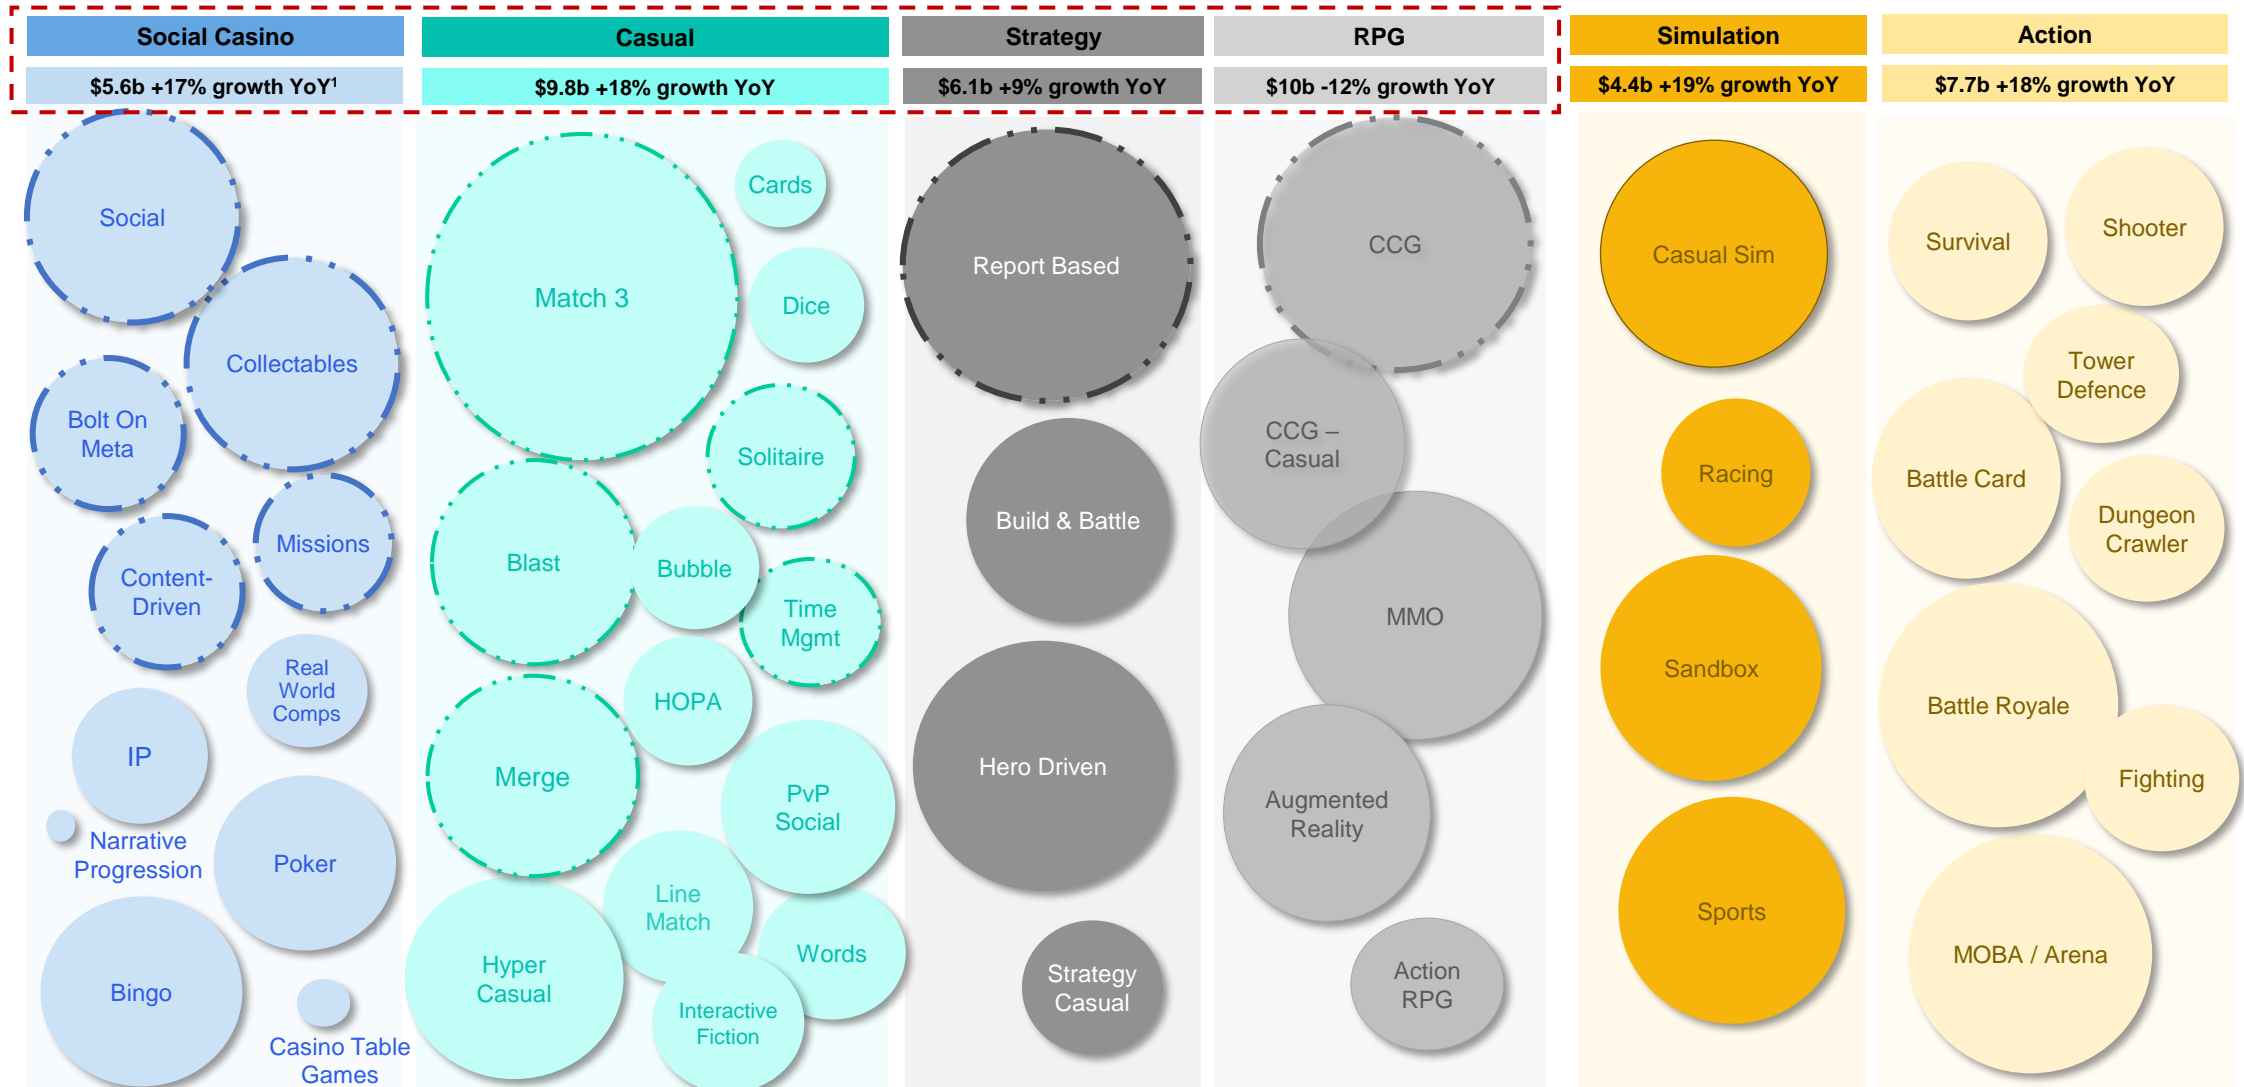 Social Casino
$5.6b +17% growth YoY¹
Social
Collectables
Bolt On
Meta
Missions
Content-
Driven
Real
World
Comps
IP
Narrative
Progression
Poker
Bingo
Casino Table
Games
Casual
$9.8b +18% growth YoY
Cards
Match 3
Dice
Solitaire
Blast
Bubble
Time
Mgmt
HOPA
Merge
PvP
Social
Line
Match
Words
Hyper
Casual
Interactive
Fiction
Strategy
$6.1b +9% growth YoY
Report Based
Build & Battle
Hero Driven
Strategy
Casual
RPG
$10b -12% growth YoY
CCG
CCG –
Casual
MMO
Augmented
Reality
Action
RPG
Simulation
$4.4b +19% growth YoY
Casual Sim
Racing
Sandbox
Sports
Action
$7.7b +18% growth YoY
Survival
Shooter
Tower
Defence
Battle Card
Dungeon
Crawler
Battle Royale
Fighting
MOBA / Arena